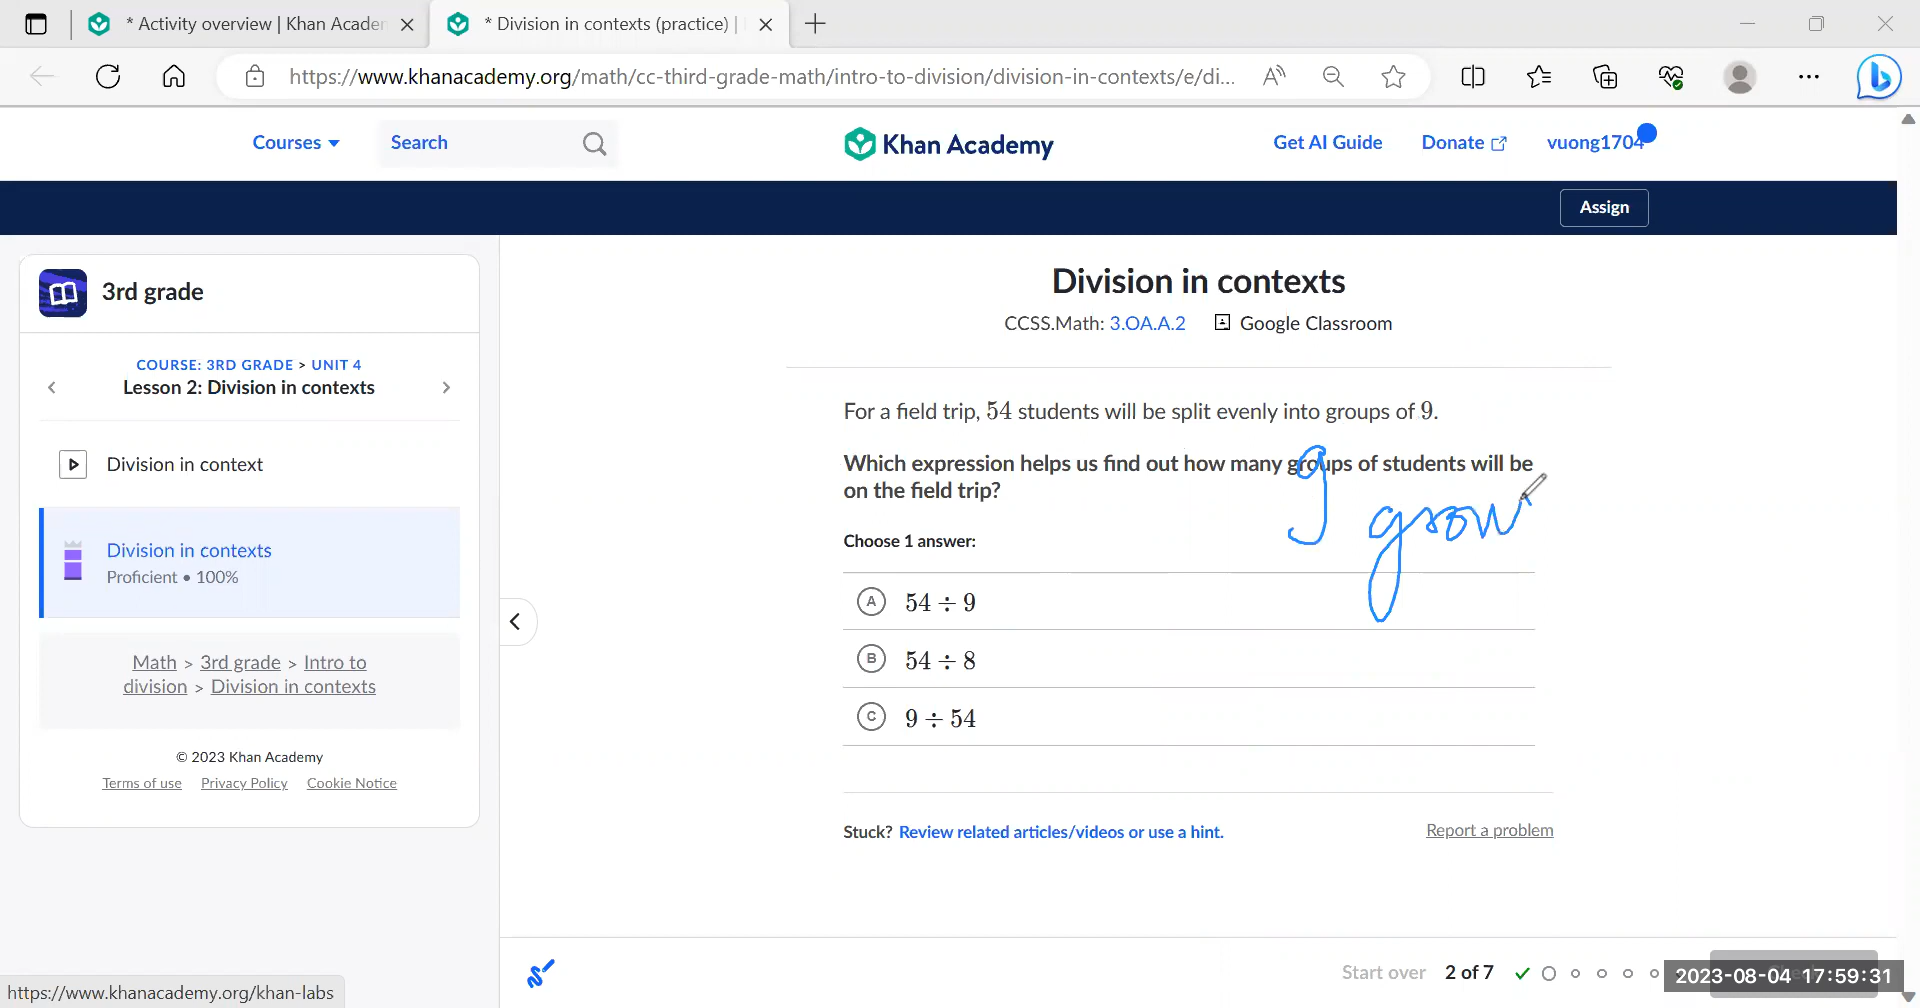 * Activity overview | Khan Acade
* Division in contexts (practice) |
https://www.khanacademy.org/math/cc-third-grade-math/intro-to-division/division-in-contexts/e/di...
Courses
Search
Khan Academy
Get AI Guide
Donate
vuong1704
Assign
3rd grade
COURSE: 3RD GRADE > UNIT 4
Lesson 2: Division in contexts
Division in context
Division in contexts
Proficient • 100%
Math > 3rd grade > Intro to
division > Division in contexts
© 2023 Khan Academy
Terms of use Privacy Policy Cookie Notice
Division in contexts
CCSS.Math: 3.OA.A.2 Google Classroom
For a field trip, 54 students will be split evenly into groups of 9.
Which expression helps us find out how many groups of students will be
on the field trip?
9 grou
Choose 1 answer:
A 54 ÷ 9
B 54 ÷ 8
C 9 ÷ 54
Stuck? Review related articles/videos or use a hint.
Report a problem
Start over 2 of 7
2023-08-04 17:59:31
https://www.khanacademy.org/khan-labs